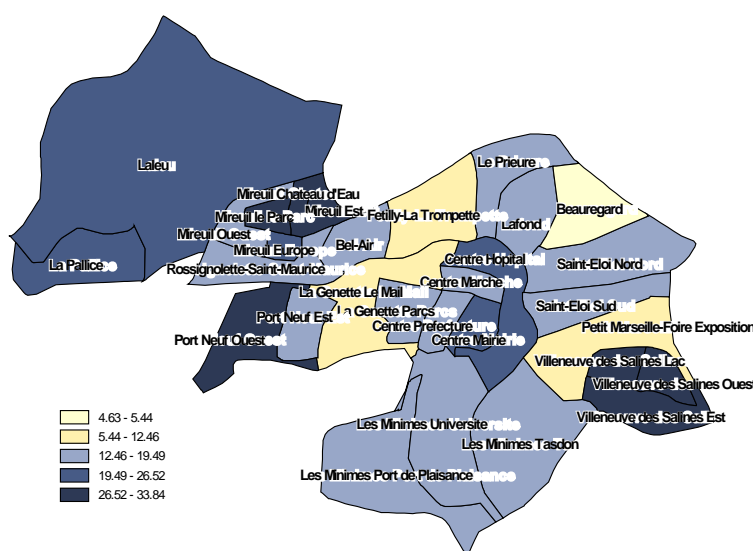 Le Prieure
Laleu
Mireuil Chateau d'Eau
Mireuil Est
Beauregard
Mireuil le Parc
Fetilly-La Trompette
Lafond
Mireuil Ouest
Bel-Air
Mireuil Europe
Centre Hopital
La Pallice
Rossignolette-Saint-Maurice
Saint-Eloi Nord
Centre Marche
La Genette Le Mail
Saint-Eloi Sud
La Genette Parcs
Port Neuf Est
Centre Prefecture
Petit Marseille-Foire Exposition
Port Neuf Ouest
Centre Mairie
Villeneuve des Salines Lac
Villeneuve des Salines Ouest
Villeneuve des Salines Est
Les Minimes Universite
Les Minimes Tasdon
Les Minimes Port de Plaisance
4.63 - 5.44
5.44 - 12.46
12.46 - 19.49
19.49 - 26.52
26.52 - 33.84